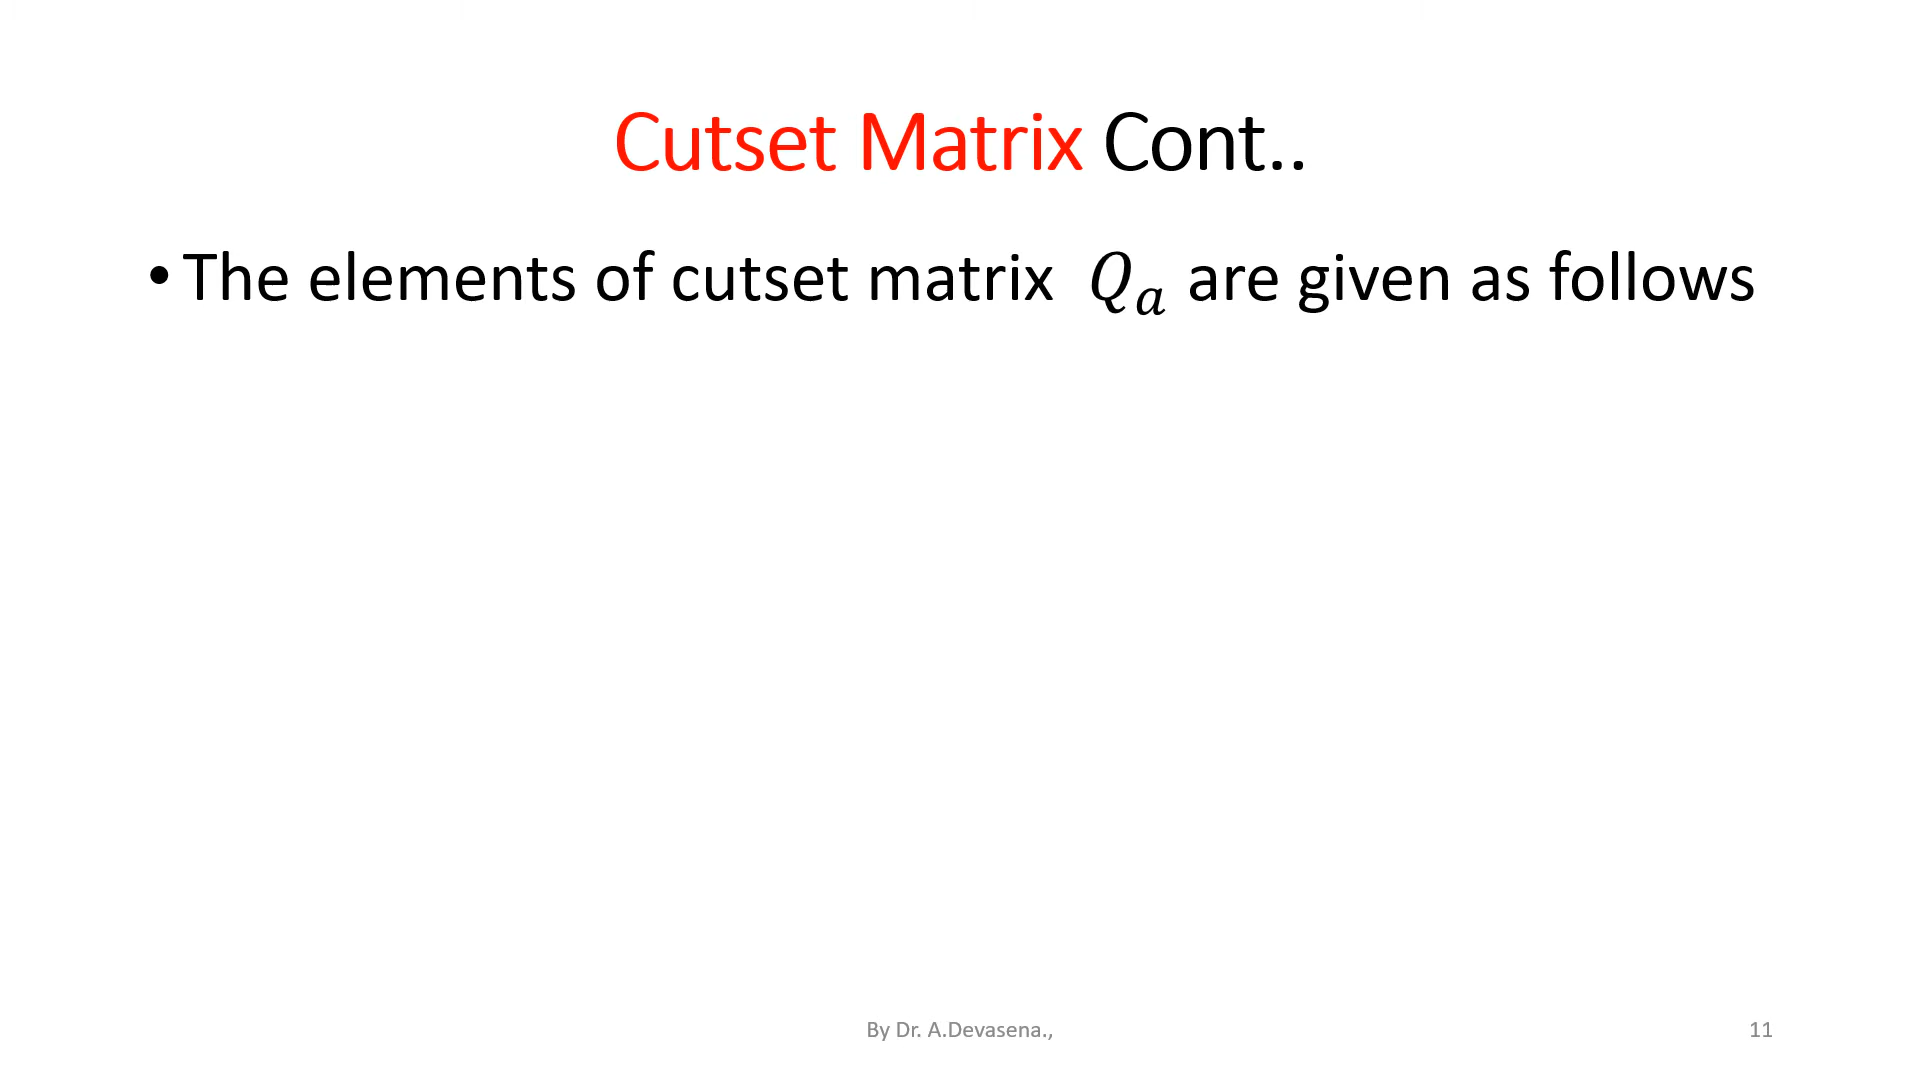 Cutset Matrix Cont..
• The elements of cutset matrix Qₐ are given as follows
By Dr. A.Devasena.,
11